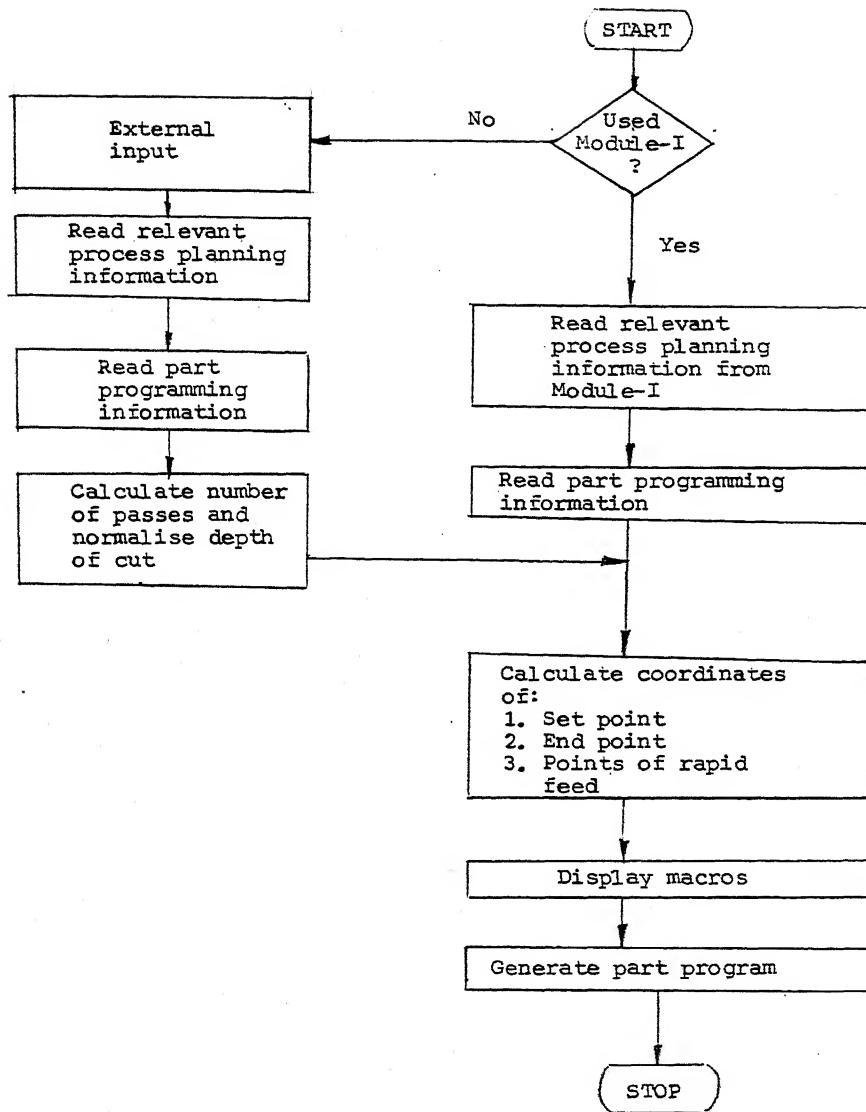 START
Used
Module-I
?
No
Yes
External
input
Read relevant
process planning
information
Read part
programming
information
Calculate number
of passes and
normalise depth
of cut
Read relevant
process planning
information from
Module-I
Read part programming
information
Calculate coordinates
of:
1. Set point
2. End point
3. Points of rapid
feed
Display macros
Generate part program
STOP